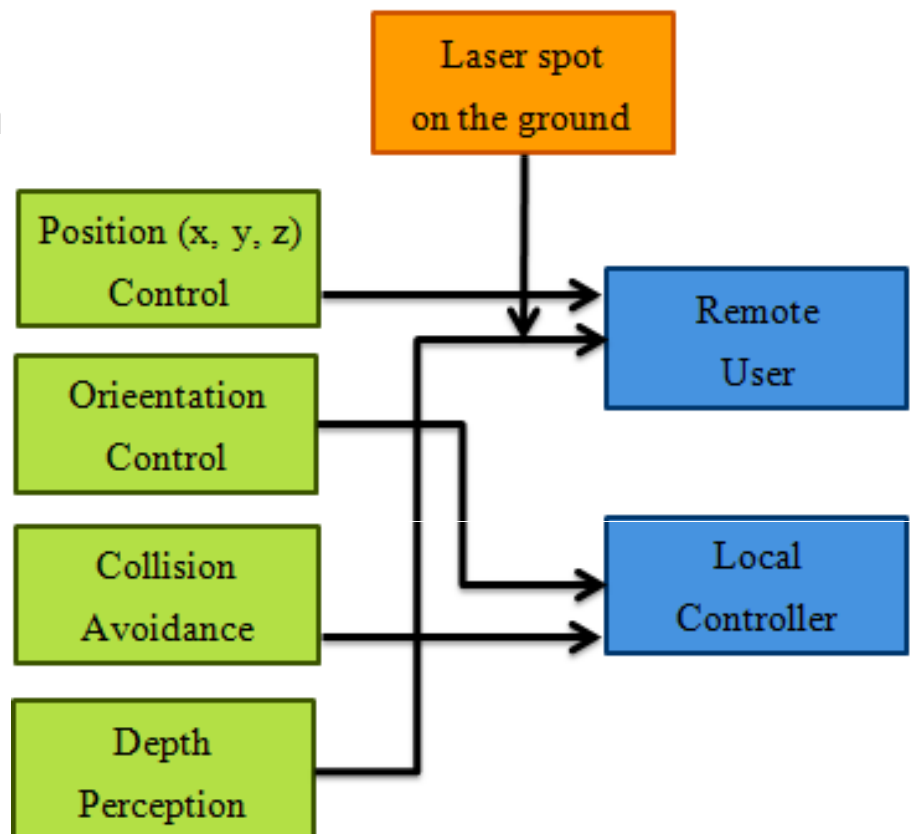 Laser spot
on the ground
Position (x, y, z)
Control
Remote
User
Orieentation
Control
Collision
Avoidance
Local
Controller
Depth
Perception